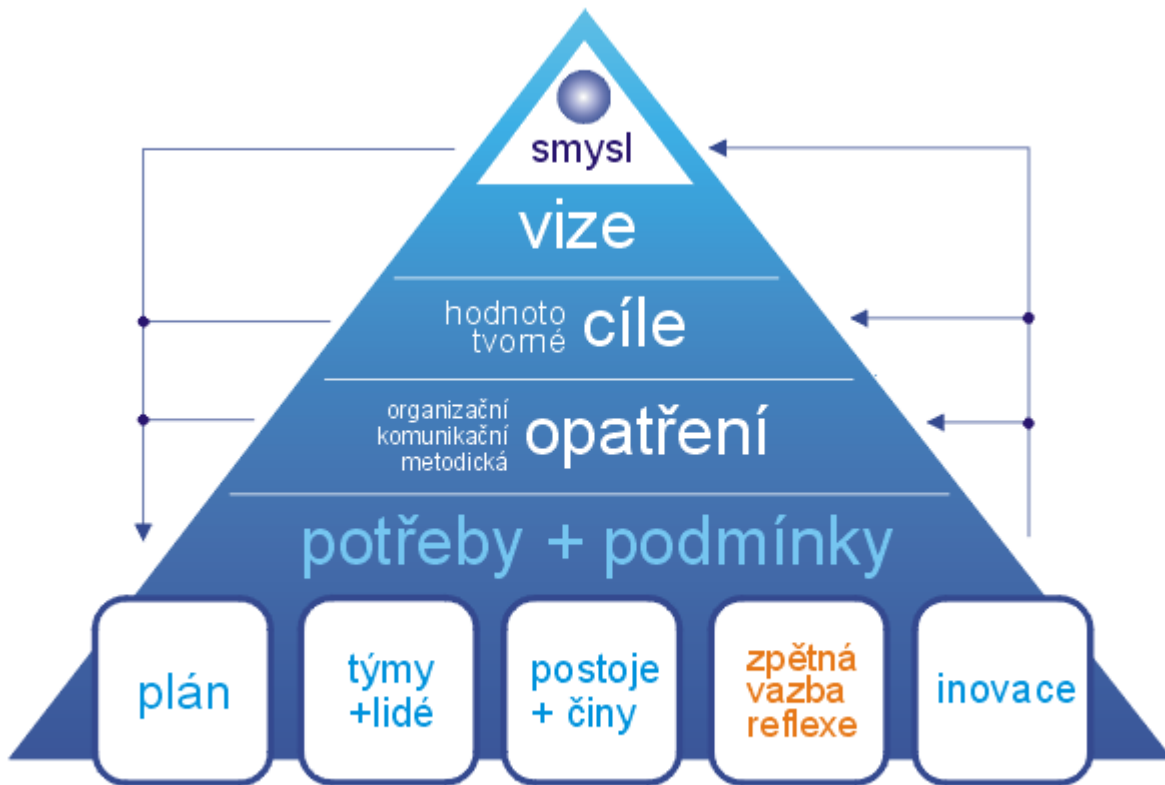 smysl
vize
hodnoto
tvorné
cíle
organizační
komunikační
metodická
opatření
potřeby + podmínky
plán
týmy
+lidé
postoje
+ činy
zpětná
vazba
reflexe
inovace